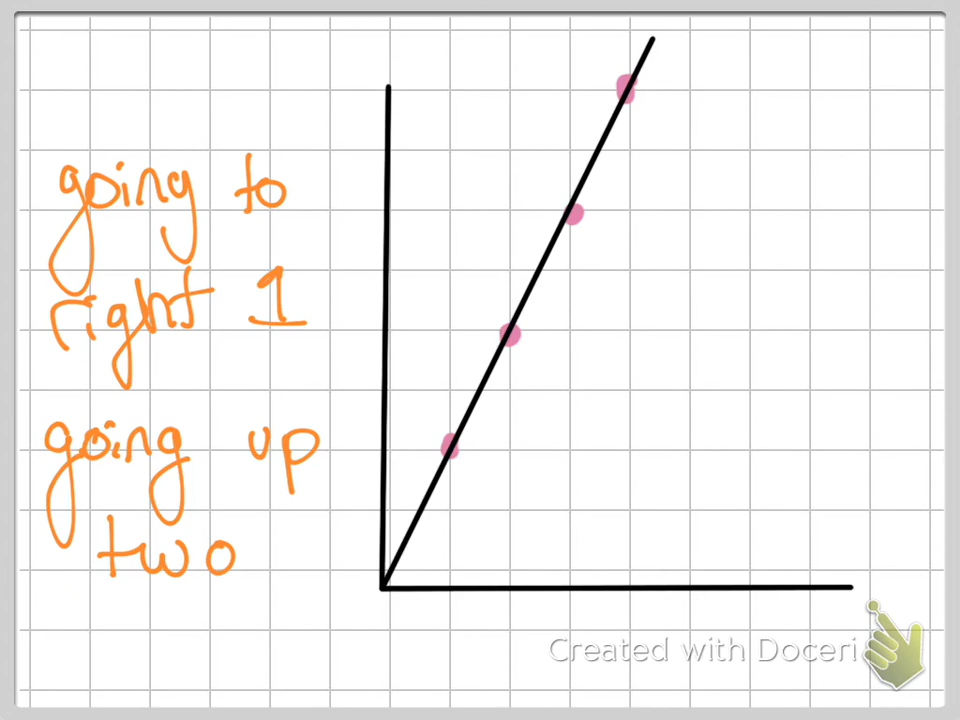 going to
right 1
going up
two
Created with Doceri